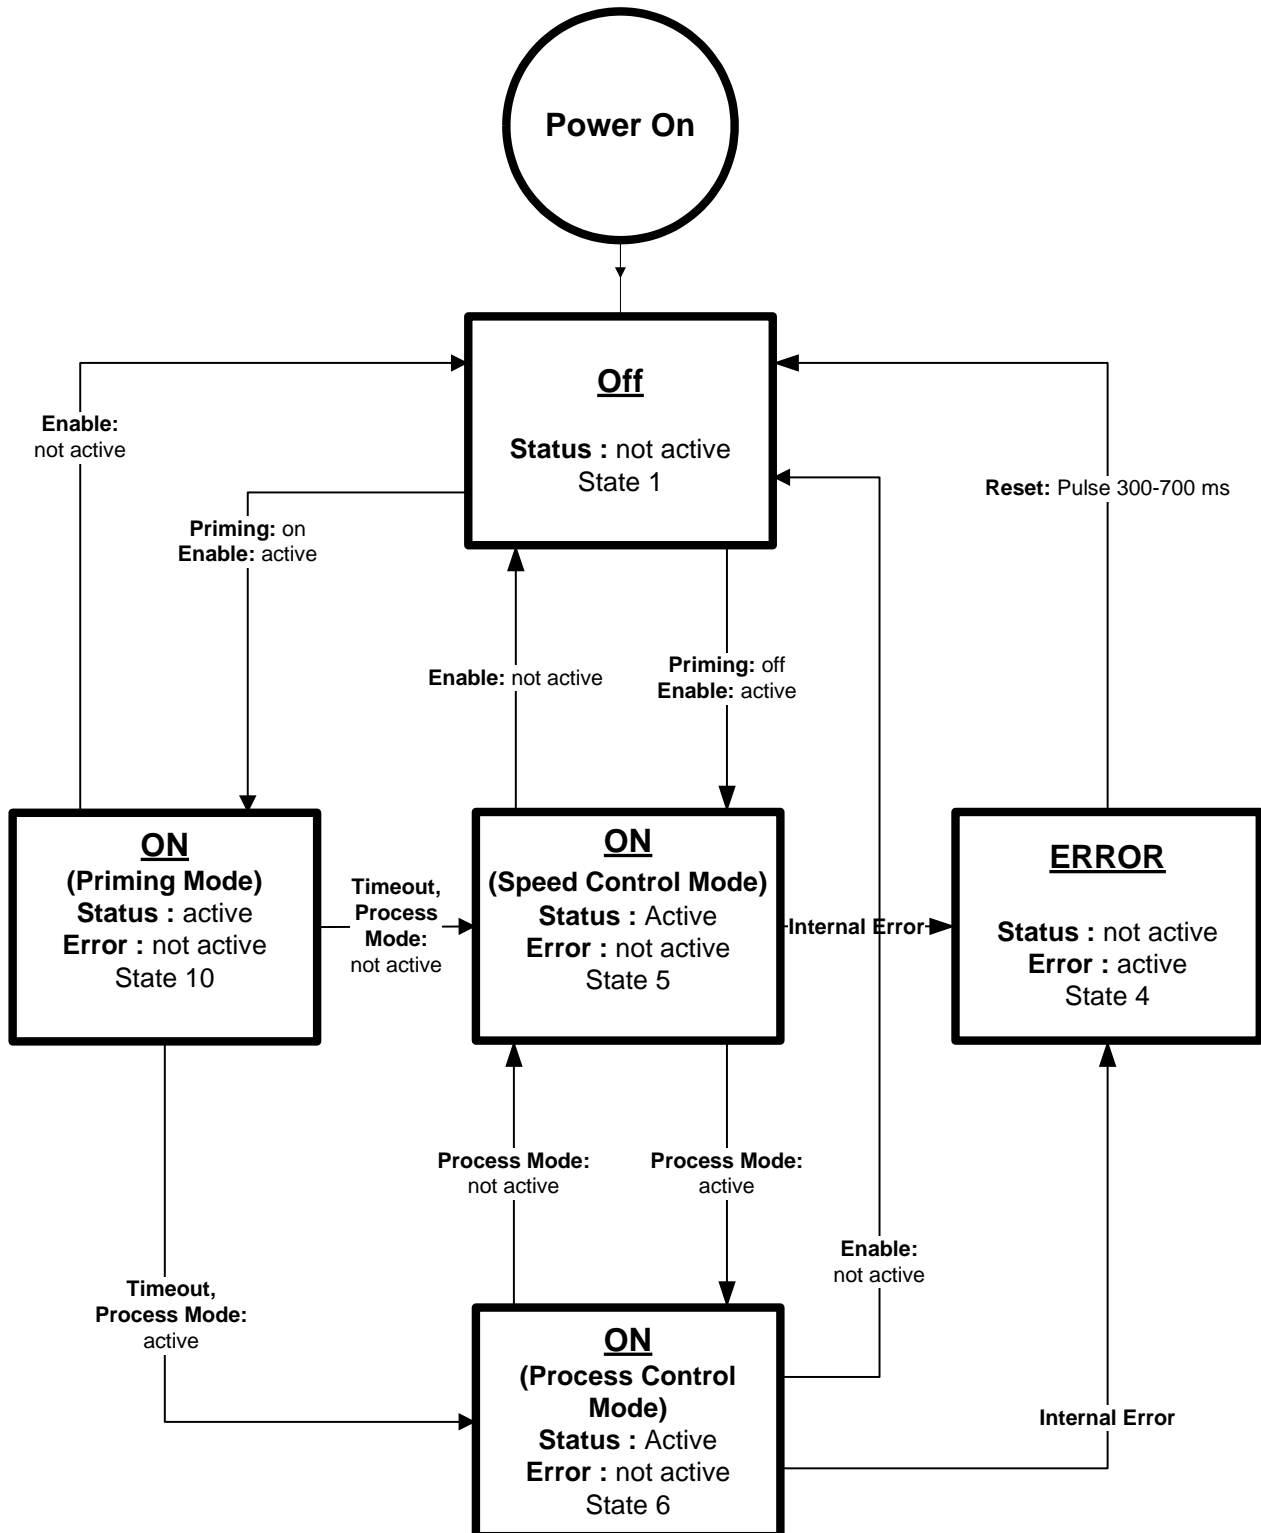 Power On
Off
Status : not active
State 1
Enable:
not active
Reset: Pulse 300-700 ms
Priming: on
Enable: active
Enable: not active
Priming: off
Enable: active
ON
(Priming Mode)
Status : active
Error : not active
State 10
Timeout,
Process
Mode:
not active
ON
(Speed Control Mode)
Status : Active
Error : not active
State 5
Internal Error
ERROR
Status : not active
Error : active
State 4
Process Mode:
not active
Process Mode:
active
Enable:
not active
Timeout,
Process Mode:
active
ON
(Process Control
Mode)
Status : Active
Error : not active
State 6
Internal Error